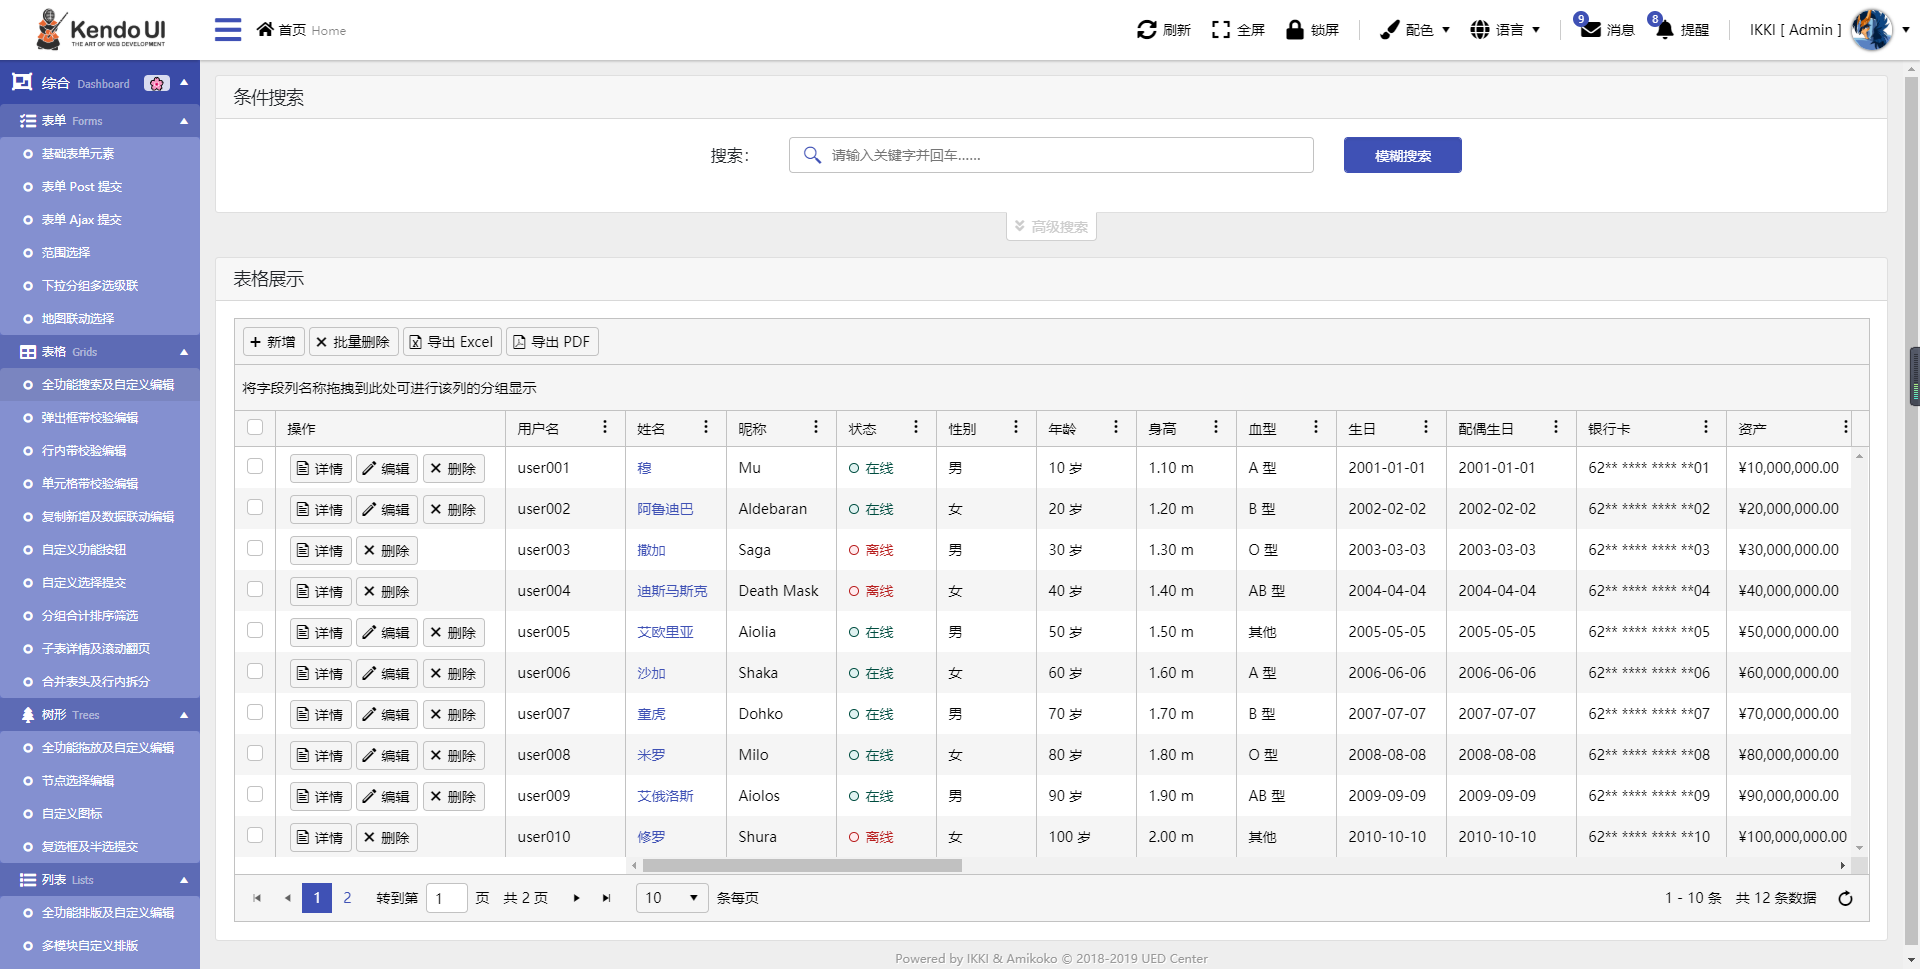 Kendo UI
THE ART OF WEB DEVELOPMENT
首页 Home
刷新 全屏 锁屏 配色 语言 9 消息 8 提醒 IKKI [ Admin ]
综合 Dashboard
表单 Forms
基础表单元素
表单 Post 提交
表单 Ajax 提交
范围选择
下拉分组多选级联
地图联动选择
表格 Grids
全功能搜索及自定义编辑
弹出框带校验编辑
行内带校验编辑
单元格带校验编辑
复制新增及数据联动编辑
自定义功能按钮
自定义选择提交
分组合计排序筛选
子表详情及滚动翻页
合并表头及行内拆分
树形 Trees
全功能拖放及自定义编辑
节点选择编辑
自定义图标
复选框及半选提交
列表 Lists
全功能排版及自定义编辑
多模块自定义排版
条件搜索
搜索： 请输入关键字并回车...... 模糊搜索
高级搜索
表格展示
新增 批量删除 导出 Excel 导出 PDF
将字段列名称拖拽到此处可进行该列的分组显示
操作 用户名 姓名 昵称 状态 性别 年龄 身高 血型 生日 配偶生日 银行卡 资产
详情 编辑 删除 user001 穆 Mu 在线 男 10 岁 1.10 m A 型 2001-01-01 2001-01-01 62** **** **** **01 ¥10,000,000.00
详情 编辑 删除 user002 阿鲁迪巴 Aldebaran 在线 女 20 岁 1.20 m B 型 2002-02-02 2002-02-02 62** **** **** **02 ¥20,000,000.00
详情 删除 user003 撒加 Saga 离线 男 30 岁 1.30 m O 型 2003-03-03 2003-03-03 62** **** **** **03 ¥30,000,000.00
详情 删除 user004 迪斯马斯克 Death Mask 离线 女 40 岁 1.40 m AB 型 2004-04-04 2004-04-04 62** **** **** **04 ¥40,000,000.00
详情 编辑 删除 user005 艾欧里亚 Aiolia 在线 男 50 岁 1.50 m 其他 2005-05-05 2005-05-05 62** **** **** **05 ¥50,000,000.00
详情 编辑 删除 user006 沙加 Shaka 在线 女 60 岁 1.60 m A 型 2006-06-06 2006-06-06 62** **** **** **06 ¥60,000,000.00
详情 编辑 删除 user007 童虎 Dohko 在线 男 70 岁 1.70 m B 型 2007-07-07 2007-07-07 62** **** **** **07 ¥70,000,000.00
详情 编辑 删除 user008 米罗 Milo 在线 女 80 岁 1.80 m O 型 2008-08-08 2008-08-08 62** **** **** **08 ¥80,000,000.00
详情 编辑 删除 user009 艾俄洛斯 Aiolos 在线 男 90 岁 1.90 m AB 型 2009-09-09 2009-09-09 62** **** **** **09 ¥90,000,000.00
详情 删除 user010 修罗 Shura 离线 女 100 岁 2.00 m 其他 2010-10-10 2010-10-10 62** **** **** **10 ¥100,000,000.00
1 2 转到第 1 页 共 2 页 10 条每页 1 - 10 条 共 12 条数据
Powered by IKKI & Amikoko © 2018-2019 UED Center